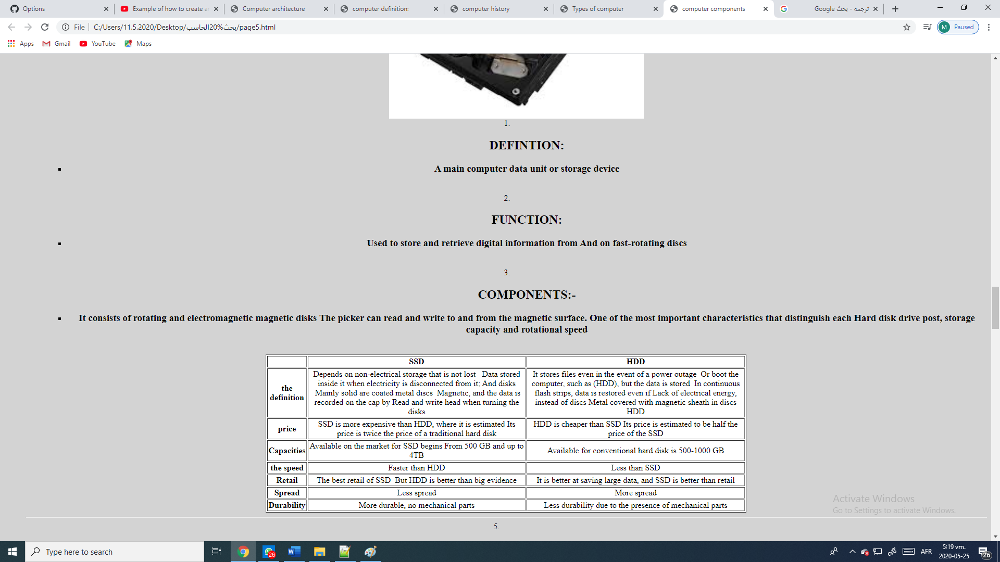 Options
Example of how to create a
Computer architecture
computer definition:
computer history
Types of computer
computer components
ترجمه - بحث Google
File
C:/Users/11.5.2020/Desktop/بحث%20الحاسب/page5.html
M
Paused
Apps
Gmail
YouTube
Maps
1.
DEFINTION:
A main computer data unit or storage device
2.
FUNCTION:
Used to store and retrieve digital information from And on fast-rotating discs
3.
COMPONENTS:-
It consists of rotating and electromagnetic magnetic disks The picker can read and write to and from the magnetic surface. One of the most important characteristics that distinguish each Hard disk drive post, storage
capacity and rotational speed
SSD
HDD
the
definition
Depends on non-electrical storage that is not lost Data stored
inside it when electricity is disconnected from it; And disks
Mainly solid are coated metal discs Magnetic, and the data is
recorded on the cap by Read and write head when turning the
disks
It stores files even in the event of a power outage Or boot the
computer, such as (HDD), but the data is stored In continuous
flash strips, data is restored even if Lack of electrical energy,
instead of discs Metal covered with magnetic sheath in discs
HDD
price
SSD is more expensive than HDD, where it is estimated Its
price is twice the price of a traditional hard disk
HDD is cheaper than SSD Its price is estimated to be half the
price of the SSD
Capacities
Available on the market for SSD begins From 500 GB and up to
4TB
Available for conventional hard disk is 500-1000 GB
the speed
Faster than HDD
Less than SSD
Retail
The best retail of SSD But HDD is better than big evidence
It is better at saving large data, and SSD is better than retail
Spread
Less spread
More spread
Durability
More durable, no mechanical parts
Less durability due to the presence of mechanical parts
Activate Windows
Go to Settings to activate Windows.
5.
Type here to search
26
AFR
5:19 vm.
2020-05-25
26